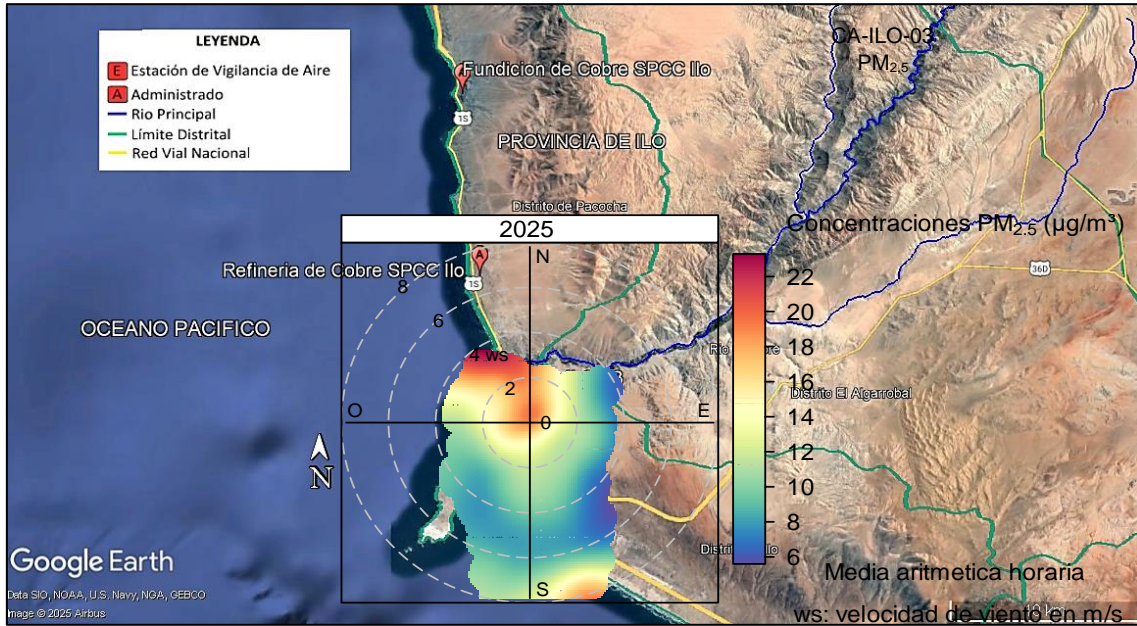 LEYENDA
E Estación de Vigilancia de Aire
A Administrado
Rio Principal
Límite Distrital
Red Vial Nacional
CA-ILO-03
PM2.5
A
Fundicion de Cobre SPCC Ilo
1S
PROVINCIA DE ILO
Distrito de Pacocha
2025
Concentraciones PM2.5 (µg/m³)
N
A
Refineria de Cobre SPCC Ilo
1S
36D
8
6
4 ws
2
0
O
E
S
OCEANO PACIFICO
22
20
18
16
14
12
10
8
6
Distrito El Algarrobal
N
Google Earth
Data SIO, NOAA, U.S. Navy, NGA, GEBCO
Image © 2025 Airbus
Media aritmetica horaria
ws: velocidad de viento en m/s
10 km